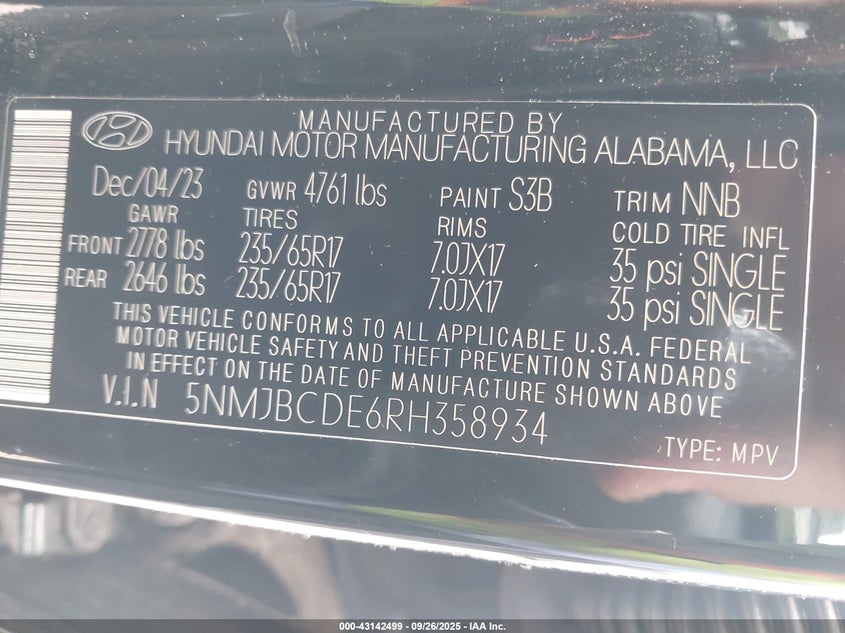 MANUFACTURED BY
HYUNDAI MOTOR MANUFACTURING ALABAMA, LLC
Dec/04/23 GVWR 4761 lbs PAINT S3B TRIM NNB
GAWR TIRES RIMS COLD TIRE INFL
FRONT 2778 lbs 235/65R17 7.0JX17 35 psi SINGLE
REAR 2646 lbs 235/65R17 7.0JX17 35 psi SINGLE
THIS VEHICLE CONFORMS TO ALL APPLICABLE U.S.A. FEDERAL
MOTOR VEHICLE SAFETY AND THEFT PREVENTION STANDARDS
IN EFFECT ON THE DATE OF MANUFACTURE SHOWN ABOVE
V.I.N 5NMJBCDE6RH358934
TYPE: MPV
000-43142499 - 09/26/2025 - IAA Inc.